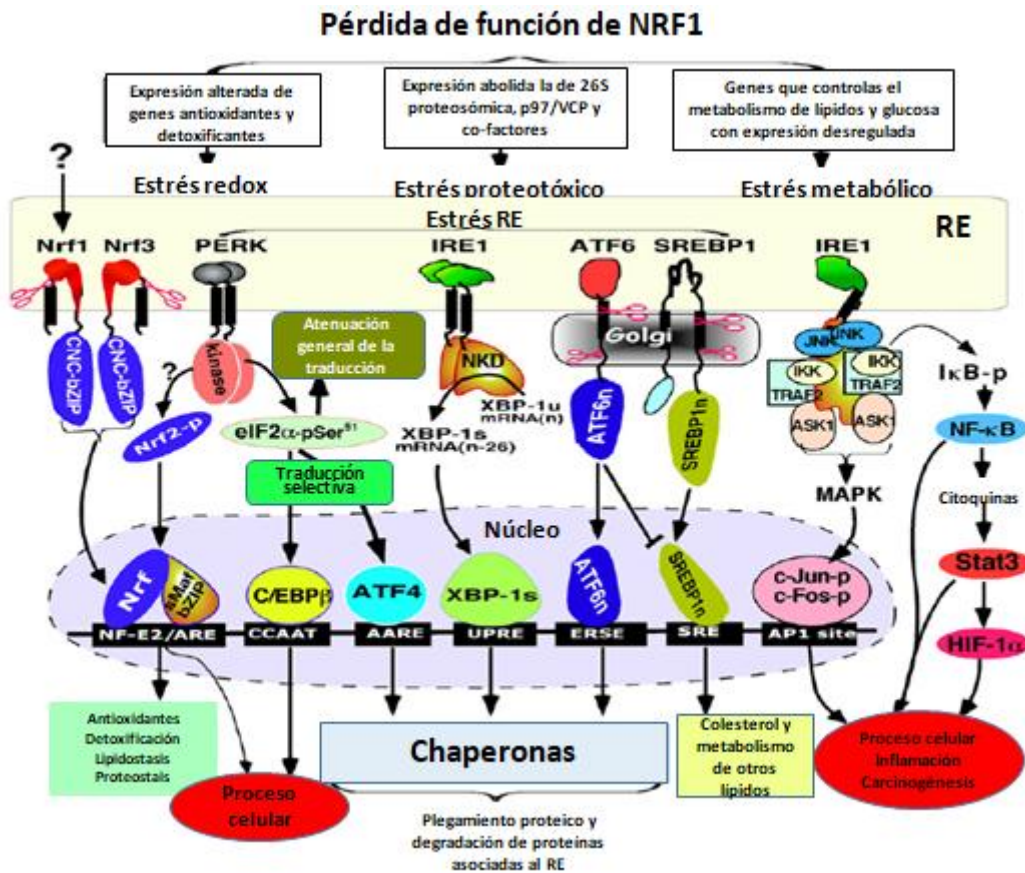 Pérdida de función de NRF1
Expresión alterada de
genes antioxidantes y
detoxificantes
Expresión abolida la de 26S
proteosómica, p97/VCP y
co-factores
Genes que controlas el
metabolismo de lípidos y glucosa
con expresión desregulada
?
Estrés redox
Estrés proteotóxico
Estrés metabólico
Estrés RE
RE
Nrf1
Nrf3
PERK
IRE1
ATF6
SREBP1
IRE1
CNC-bZIP
CNC-bZIP
kinase
Atenuación
general de la
traducción
NKD
Golgi
JNK
JNK
IKK
IKK
TRAF2
TRAF2
ASK1
ASK1
IκB-p
?
Nrf2-p
eIF2α-pSer⁵¹
XBP-1u
mRNA(n)
XBP-1s
mRNA(n-26)
ATF6n
SREBP1n
NF-κB
Traducción
selectiva
MAPK
Citoquinas
Núcleo
Stat3
Nrf
sMaf
bZIP
C/EBPβ
ATF4
XBP-1s
ATF6n
SREBP1n
c-Jun-p
c-Fos-p
NF-E2/ARE
CCAAT
AARE
UPRE
ERSE
SRE
AP1 site
HIF-1α
Antioxidantes
Detoxificación
Lipidostasis
Proteostais
Proceso
celular
Chaperonas
Colesterol y
metabolismo
de otros
lípidos
Proceso celular
Inflamación
Carcinogénesis
Plegamiento proteico y
degradación de proteínas
asociadas al RE